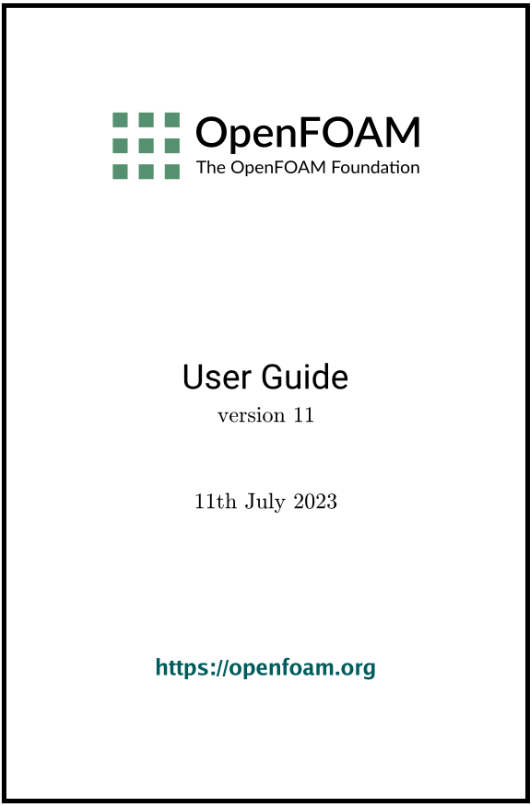 OpenFOAM
The OpenFOAM Foundation
User Guide
version 11
11th July 2023
https://openfoam.org